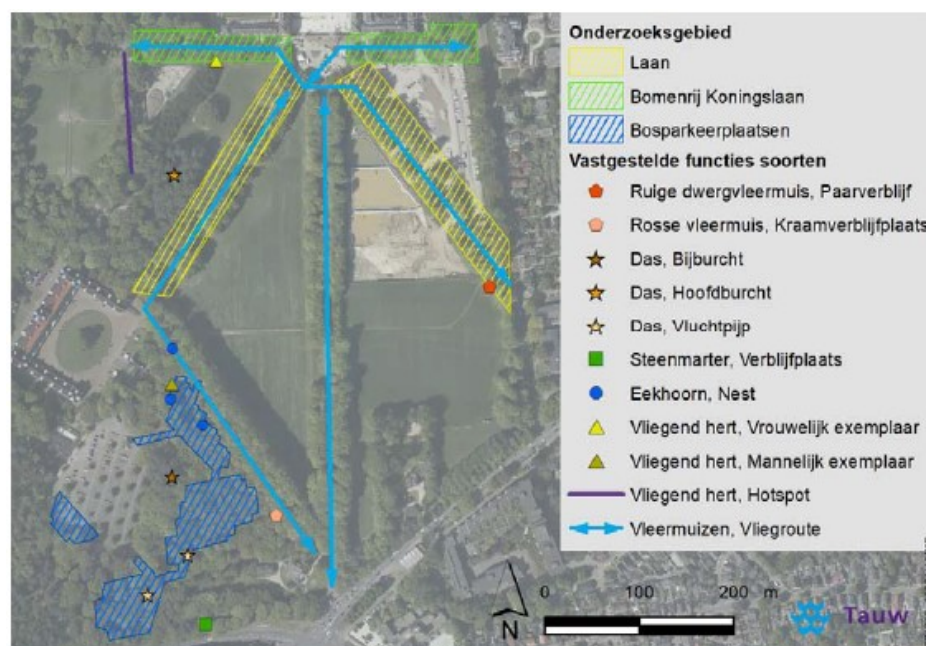 Onderzoeksgebied
Laan
Bomenrij Koningslaan
Bosparkeerplaatsen
Vastgestelde functies soorten
Ruige dwergvleermuis, Paarverblijf
Rosse vleermuis, Kraamverblijfplaats
Das, Bijburcht
Das, Hoofdburcht
Das, Vluchtpijp
Steenmarter, Verblijfplaats
Eekhoorn, Nest
Vliegend hert, Vrouwelijk exemplaar
Vliegend hert, Mannelijk exemplaar
Vliegend hert, Hotspot
Vleermuizen, Vliegroute
N
0 100 200 m
Tauw